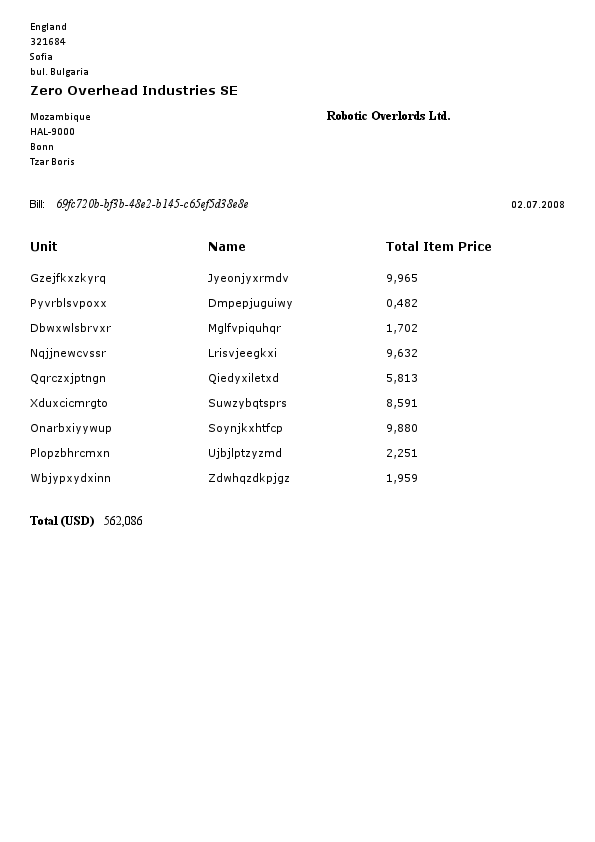 England
321684
Sofia
bul. Bulgaria
Zero Overhead Industries SE
Mozambique
Robotic Overlords Ltd.
HAL-9000
Bonn
Tzar Boris
Bill: 69fc720b-bf3b-48e2-b145-c65ef5d38e8e 02.07.2008
Unit Name Total Item Price
Gzejfkxzkyrq Jyeonjyxrmdv 9,965
Pyvrblsvpoxx Dmpepjuguiwy 0,482
Dbwxwlsbrvxr Mglfvpiquhqr 1,702
Nqjjnewcvssr Lrisvjeegkxi 9,632
Qqrczxjptngn Qiedyxiletxd 5,813
Xduxcicmrgto Suwzybqtsprs 8,591
Onarbxiyywup Soynjkxhtfcp 9,880
Plopzbhrcmxn Ujbjlptzyzmd 2,251
Wbjypxydxinn Zdwhqzdkpjgz 1,959
Total (USD) 562,086